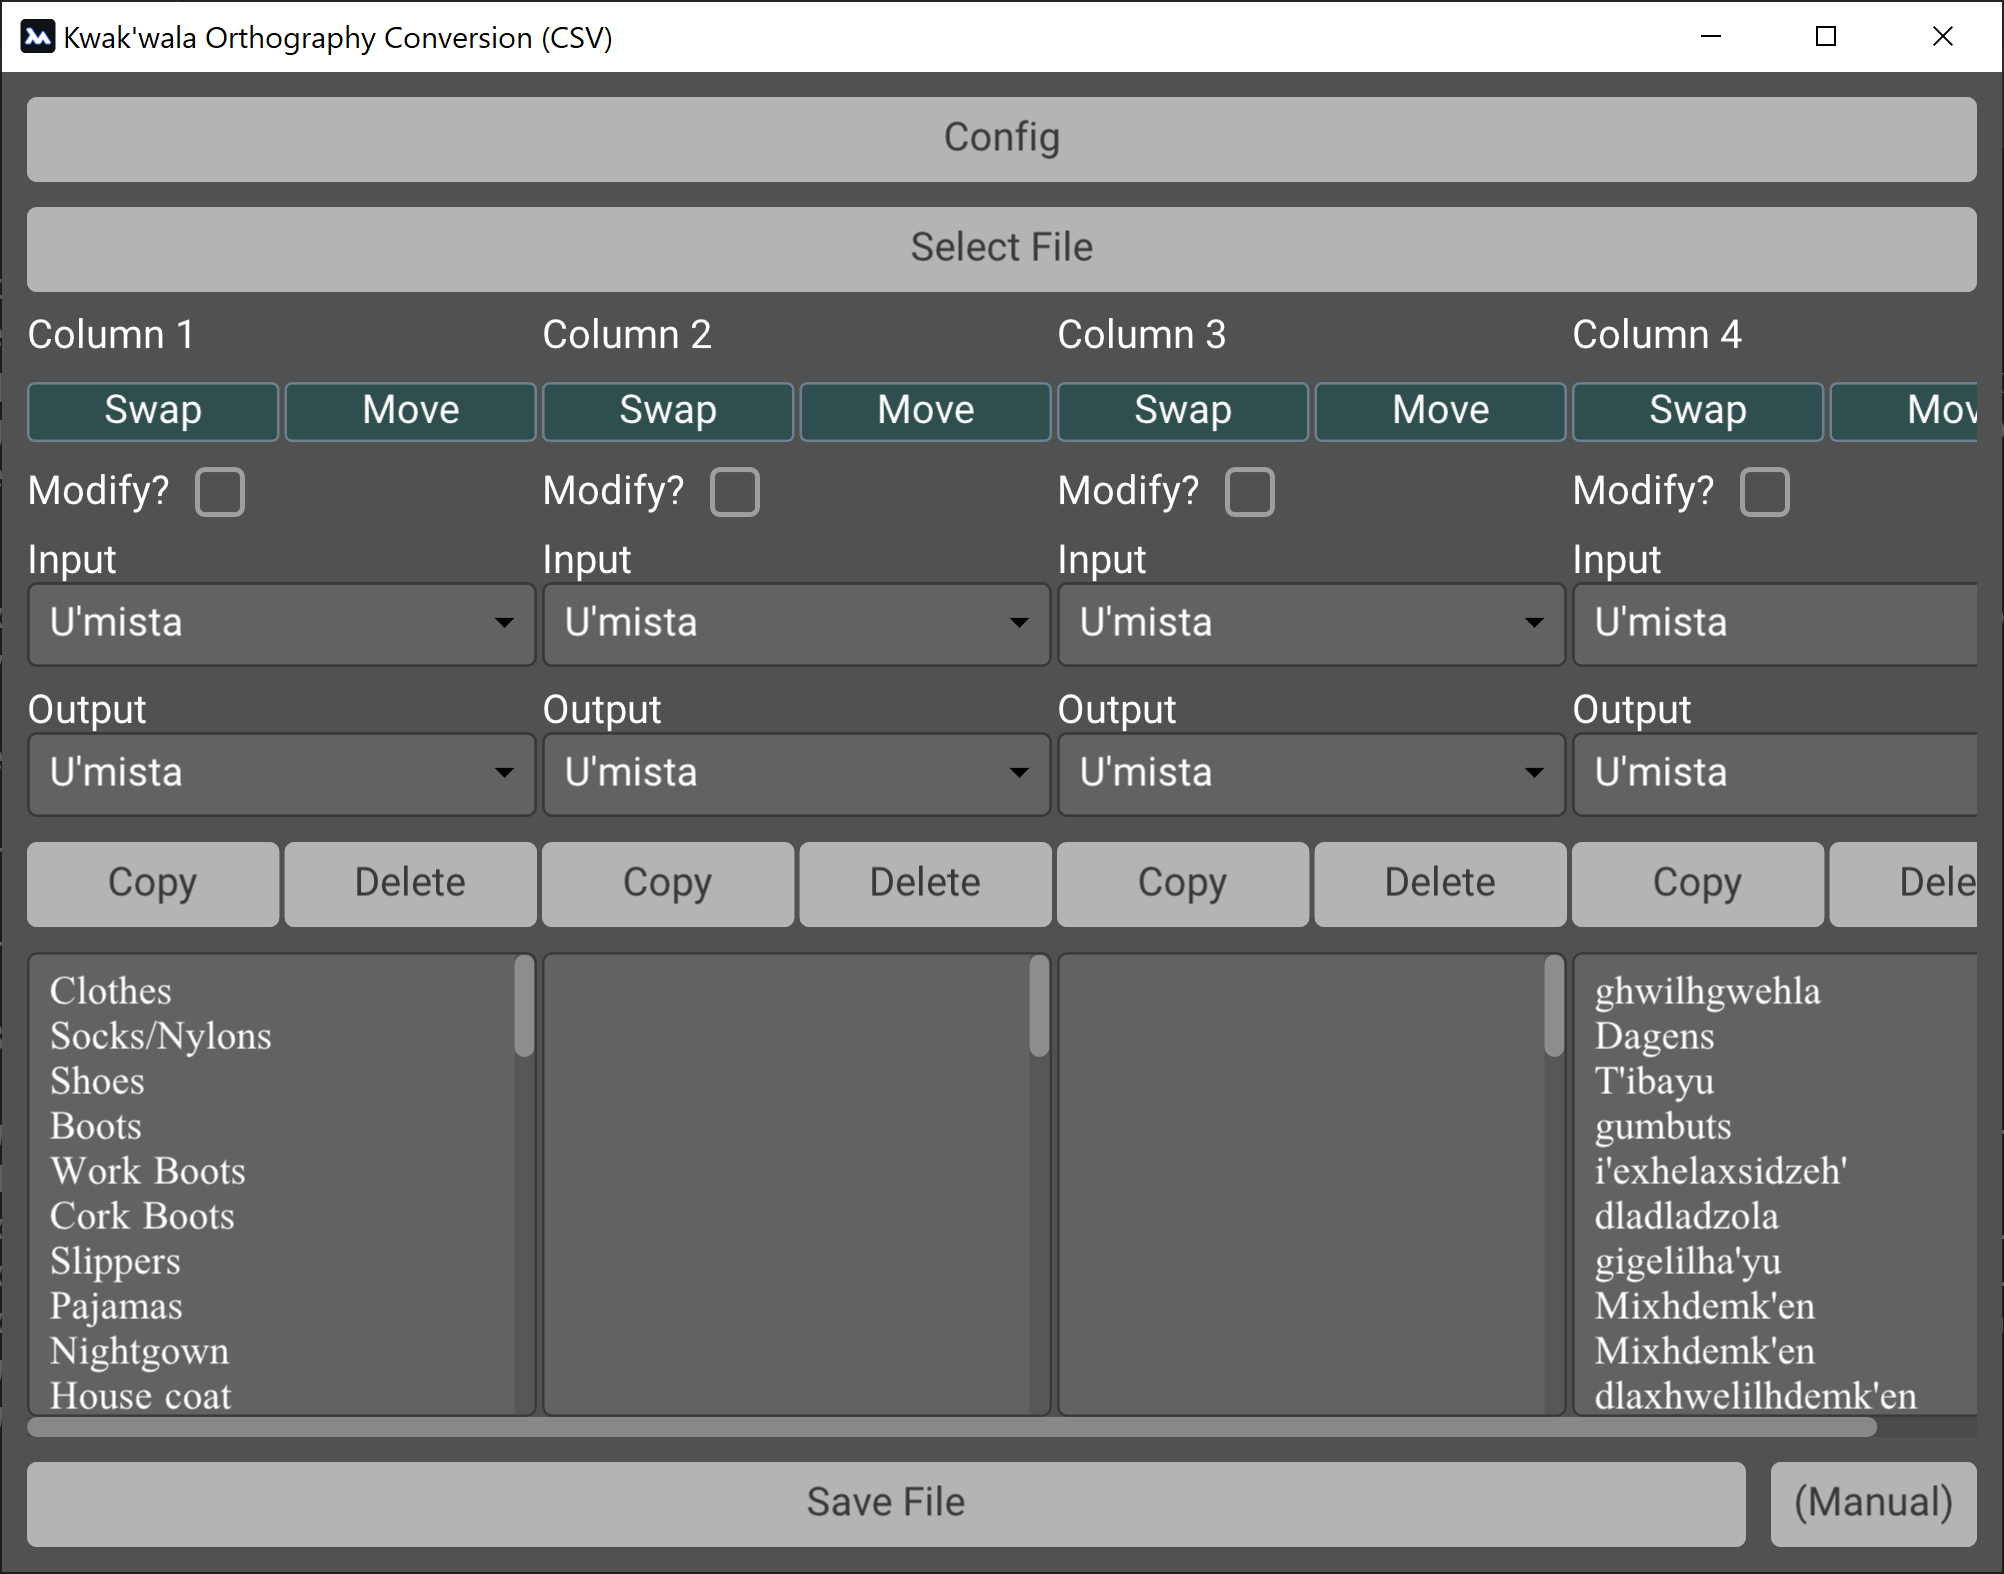 Kwak'wala Orthography Conversion (CSV)
Config
Select File
Column 1 Column 2 Column 3 Column 4
Swap Move Swap Move Swap Move Swap Mov
Modify? Modify? Modify? Modify?
Input Input Input Input
U'mista U'mista U'mista U'mista
Output Output Output Output
U'mista U'mista U'mista U'mista
Copy Delete Copy Delete Copy Delete Copy Dele
Clothes ghwilhgwehla
Socks/Nylons Dagens
Shoes T'ibayu
Boots gumbuts
Work Boots i'exhelaxsidzeh'
Cork Boots dladladzola
Slippers gigelilha'yu
Pajamas Mixhdemk'en
Nightgown Mixhdemk'en
House coat dlaxhwelilhdemk'en
Save File (Manual)